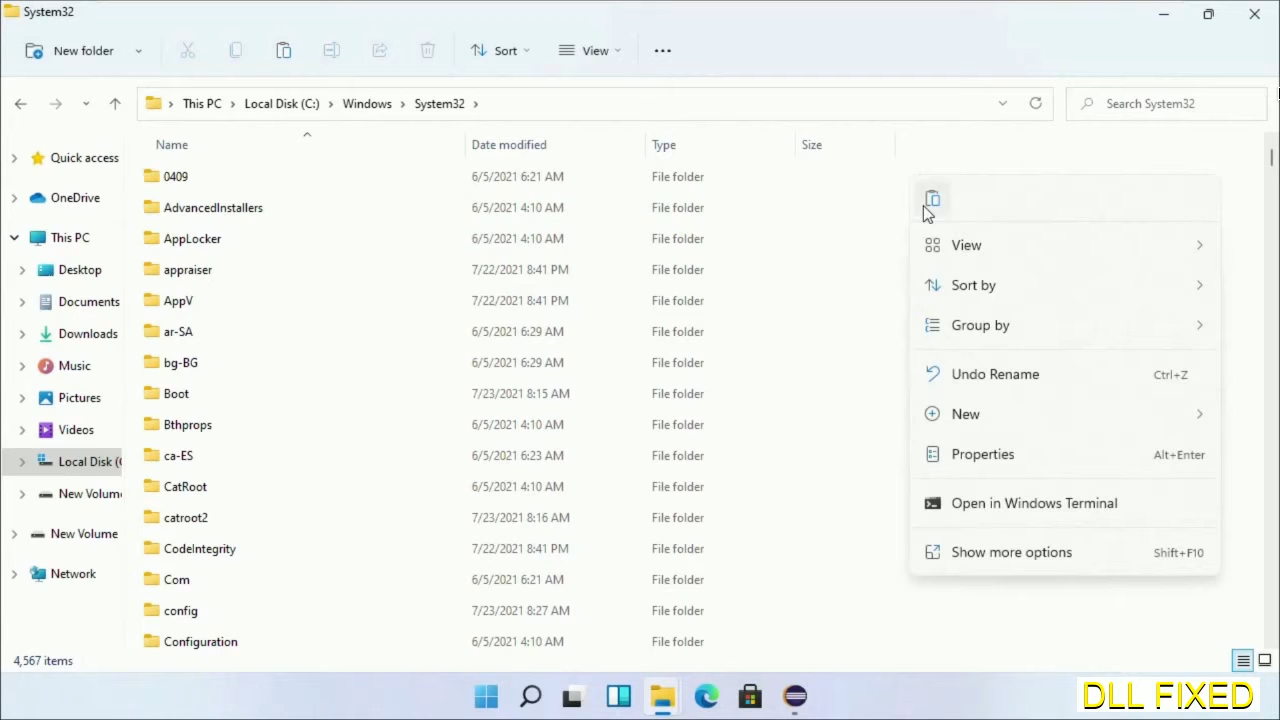 System32
New folder
Sort
View
This PC
Local Disk (C:)
Windows
System32
Search System32
Name
Date modified
Type
Size
Quick access
OneDrive
This PC
Desktop
Documents
Downloads
Music
Pictures
Videos
Local Disk (
New Volum
New Volume
Network
0409 6/5/2021 6:21 AM File folder
AdvancedInstallers 6/5/2021 4:10 AM File folder
AppLocker 6/5/2021 4:10 AM File folder
appraiser 7/22/2021 8:41 PM File folder
AppV 7/22/2021 8:41 PM File folder
ar-SA 6/5/2021 6:29 AM File folder
bg-BG 6/5/2021 6:29 AM File folder
Boot 7/23/2021 8:15 AM File folder
Bthprops 6/5/2021 4:10 AM File folder
ca-ES 6/5/2021 6:23 AM File folder
CatRoot 6/5/2021 4:10 AM File folder
catroot2 7/23/2021 8:16 AM File folder
CodeIntegrity 7/22/2021 8:41 PM File folder
Com 6/5/2021 6:21 AM File folder
config 7/23/2021 8:27 AM File folder
Configuration 6/5/2021 4:10 AM File folder
View
Sort by
Group by
Undo Rename Ctrl+Z
New
Properties Alt+Enter
Open in Windows Terminal
Show more options Shift+F10
4,567 items
DLL FIXED